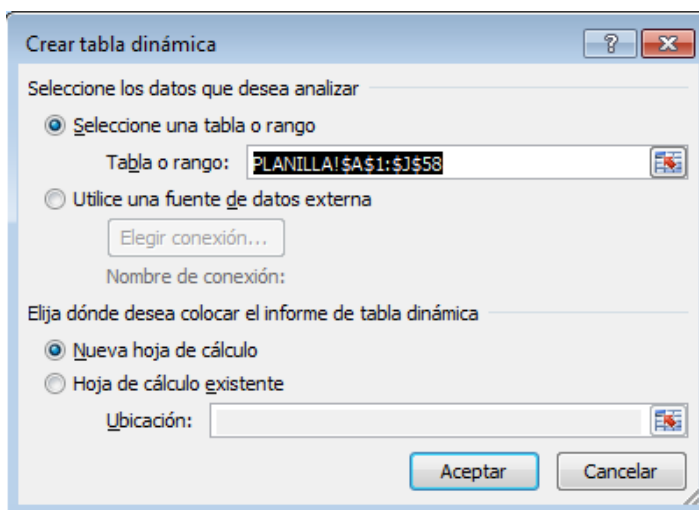 Crear tabla dinámica
Seleccione los datos que desea analizar
Seleccione una tabla o rango
Tabla o rango: PLANILLA!$A$1:$J$58
Utilice una fuente de datos externa
Elegir conexión...
Nombre de conexión:
Elija dónde desea colocar el informe de tabla dinámica
Nueva hoja de cálculo
Hoja de cálculo existente
Ubicación:
Aceptar Cancelar